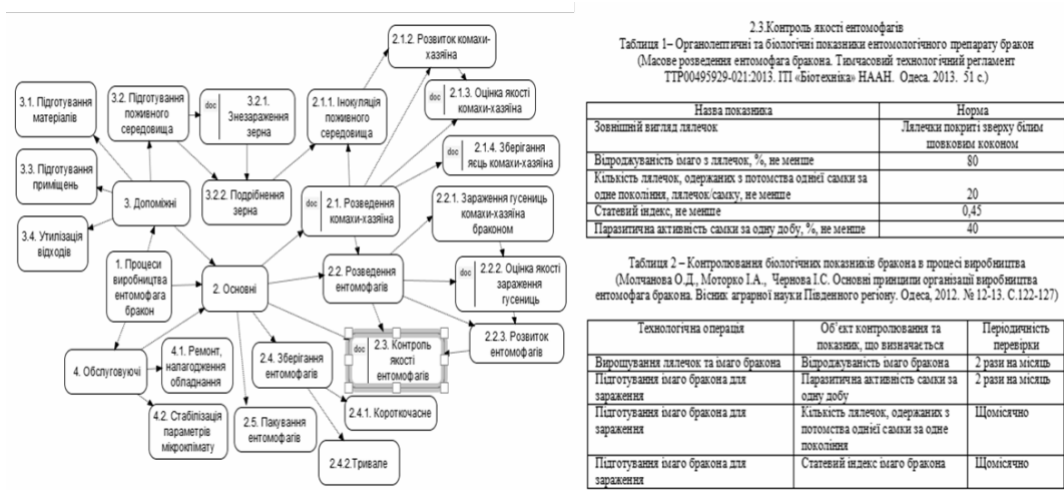 2.1.2. Розвиток комахи-
хазяїна
3.1. Підготування
матеріалів
3.2. Підготування
поживного
середовища
doc
3.2.1.
Знезараження
зерна
2.1.1. Інокуляція
поживного
середовища
doc
2.1.3. Оцінка якості
комахи-хазяїна
doc
2.1.4. Зберігання
яєць комахи-хазяїна
3.3. Підготування
приміщень
3. Допоміжні
3.2.2. Подрібнення
зерна
doc
2.1. Розведення
комахи-хазяїна
2.2.1. Зараження гусениць
комахи-хазяїна
браконом
3.4. Утилізація
відходів
1. Процеси
виробництва
ентомофага
бракон
2. Основні
2.2. Розведення
ентомофагів
doc
2.2.2. Оцінка якості
зараження
гусениць
2.2.3. Розвиток
ентомофагів
4. Обслуговуючі
4.1. Ремонт,
налагодження
обладнання
2.4. Зберігання
ентомофагів
doc
2.3. Контроль
якості
ентомофагів
4.2. Стабілізація
параметрів
мікроклімату
2.5. Пакування
ентомофагів
2.4.1. Короткочасне
2.4.2.Тривале
2.3.Контроль якості ентомофагів
Таблиця 1– Органолептичні та біологічні показники ентомологічного препарату бракон
(Масове розведення ентомофага бракона. Тимчасовий технологічний регламент
ТТР00495929-021:2013. ІТІ «Біотехніка» НААН. Одеса. 2013. 51 с.)
Назва показника Норма
Зовнішній вигляд лялечок Лялечки покриті зверху білим
шовковим коконом
Відроджуваність імаго з лялечок, %, не менше 80
Кількість лялечок, одержаних з потомства однієї самки за
одне покоління, лялечок/самку, не менше 20
Статевий індекс, не менше 0,45
Паразитична активність самки за одну добу, %, не менше 40
Таблиця 2 – Контролювання біологичних показників бракона в процесі виробництва
(Молчанова О.Д., Моторко І.А., Чернова І.С. Основні принципи організації виробництва
ентомофага бракона. Вісник аграрної науки Південного регіону. Одеса, 2012. № 12-13. С.122-127)
Технологічна операція Об’єкт контролювання та
показник, що визначається Періодичність
перевірки
Вирощування лялечок та імаго бракона Відроджуваність імаго бракона 2 рази на місяць
Підготування імаго бракона для
зараження Паразитична активність самки за
одну добу 2 рази на місяць
Підготування імаго бракона для
зараження Кількість лялечок, одержаних з
потомства однієї самки за одне
покоління Щомісячно
Підготування імаго бракона для
зараження Статевий індекс імаго бракона Щомісячно